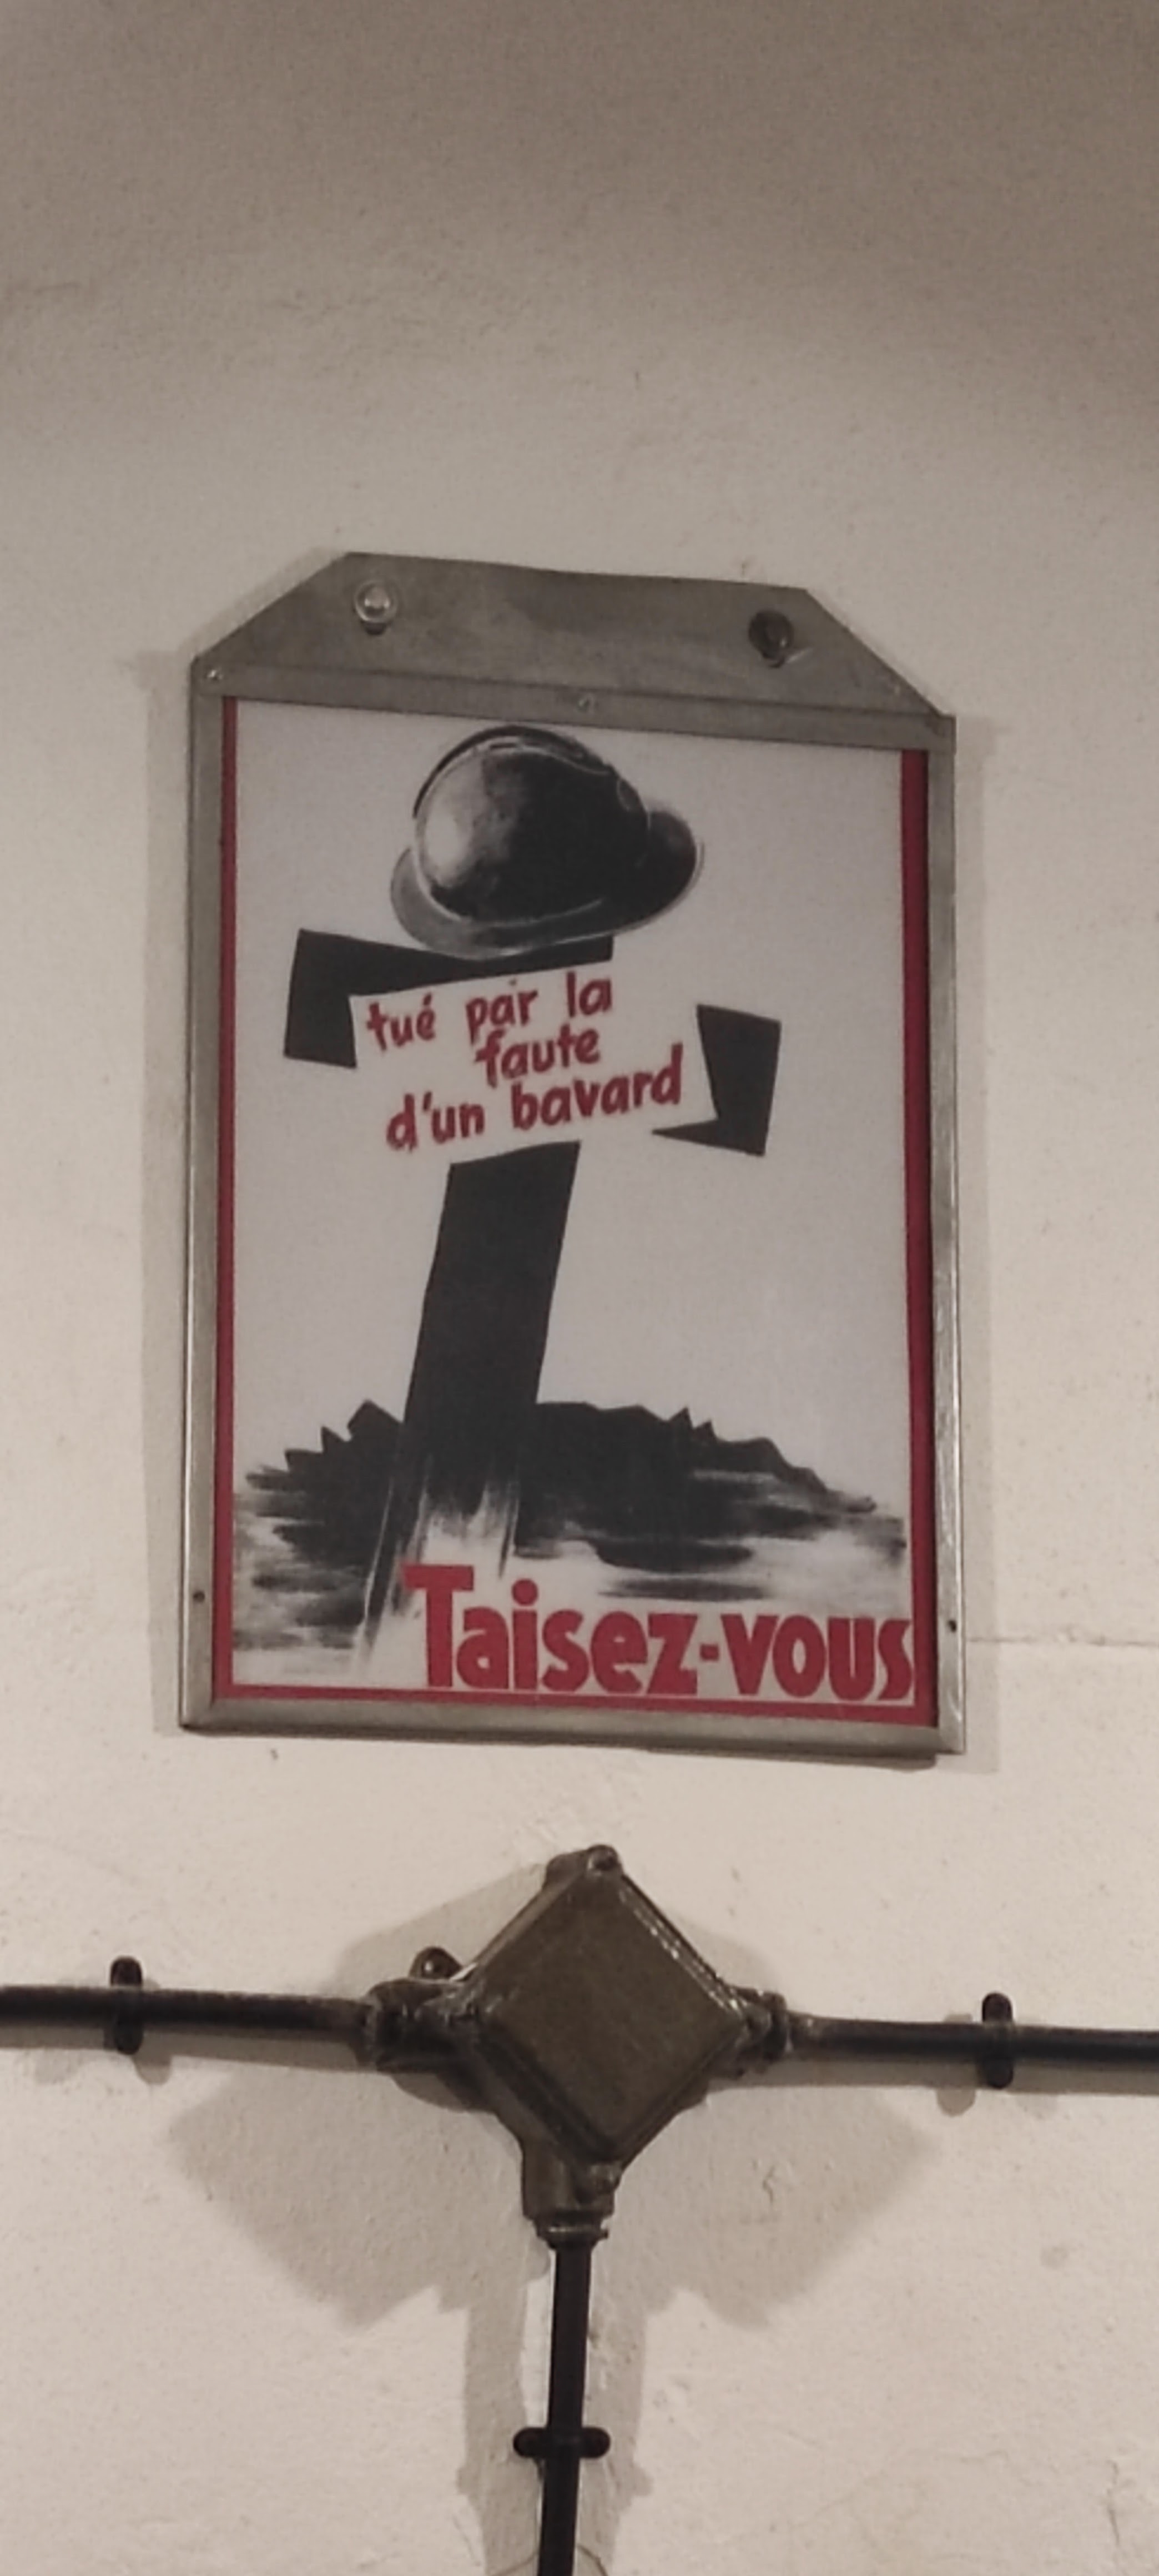 tué par la
faute
d'un bavard
Taisez-vous